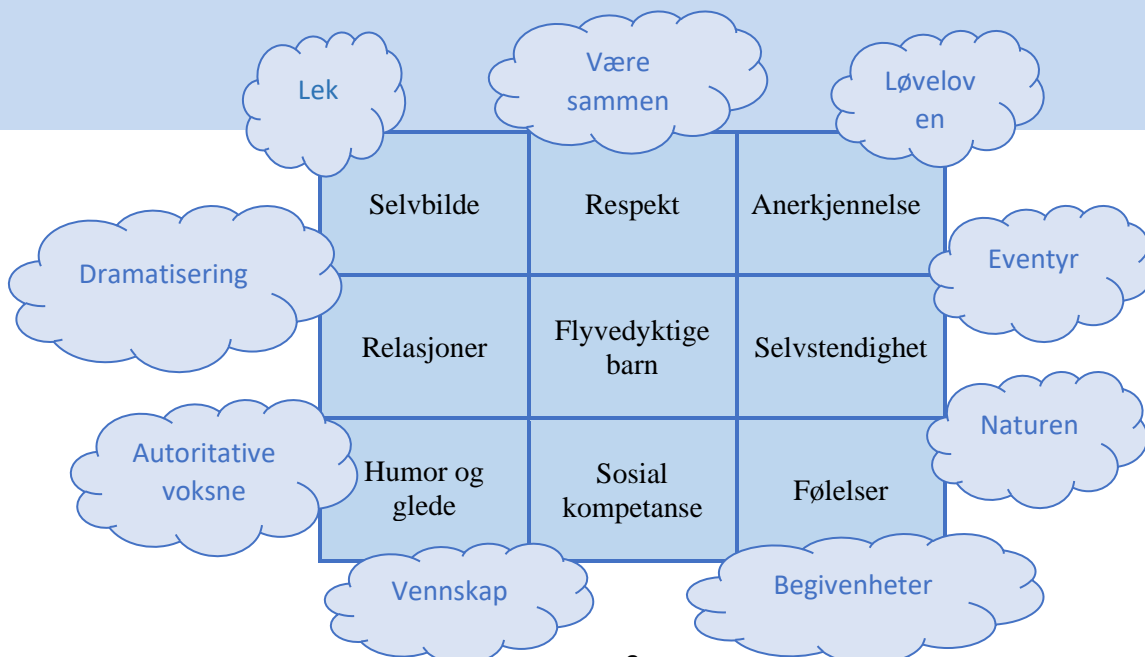 Lek
Være
sammen
Løvelov
en
Selvbilde
Respekt
Anerkjennelse
Dramatisering
Eventyr
Relasjoner
Flyvedyktige
barn
Selvstendighet
Autoritative
voksne
Naturen
Humor og
glede
Sosial
kompetanse
Følelser
Vennskap
Begivenheter